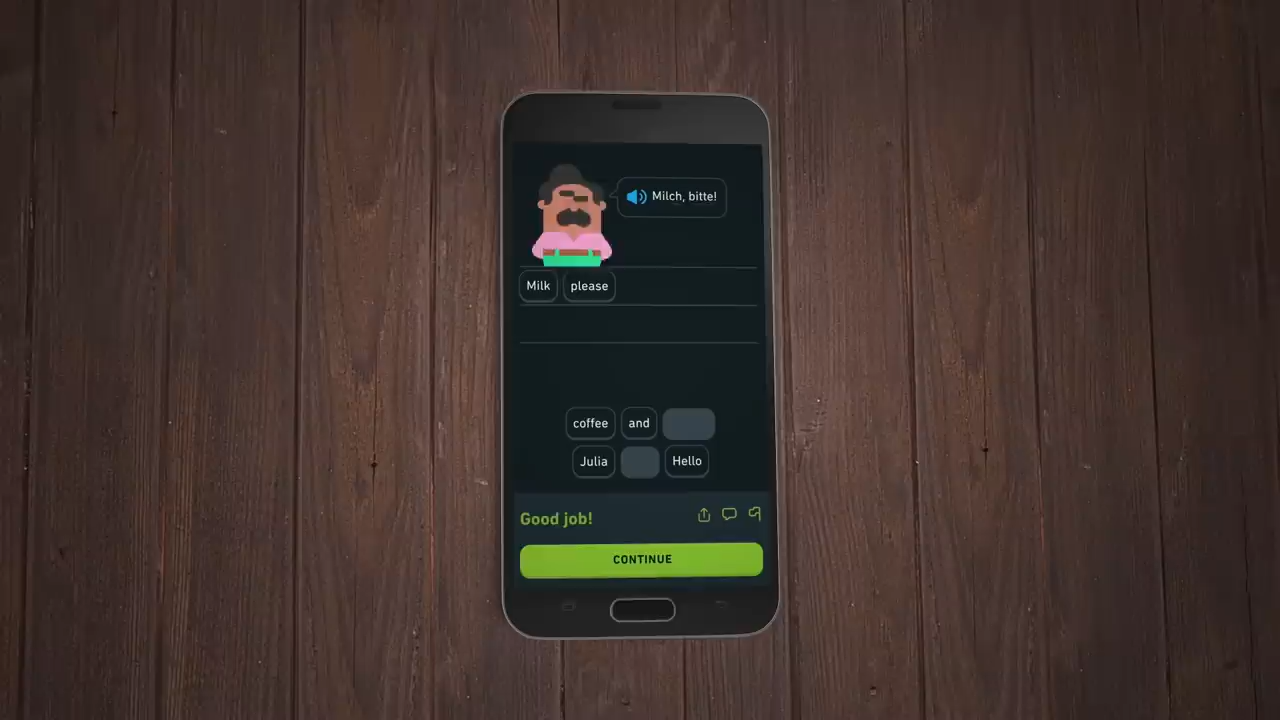 Milch, bitte!
Milk please
coffee and
Julia Hello
Good job!
CONTINUE